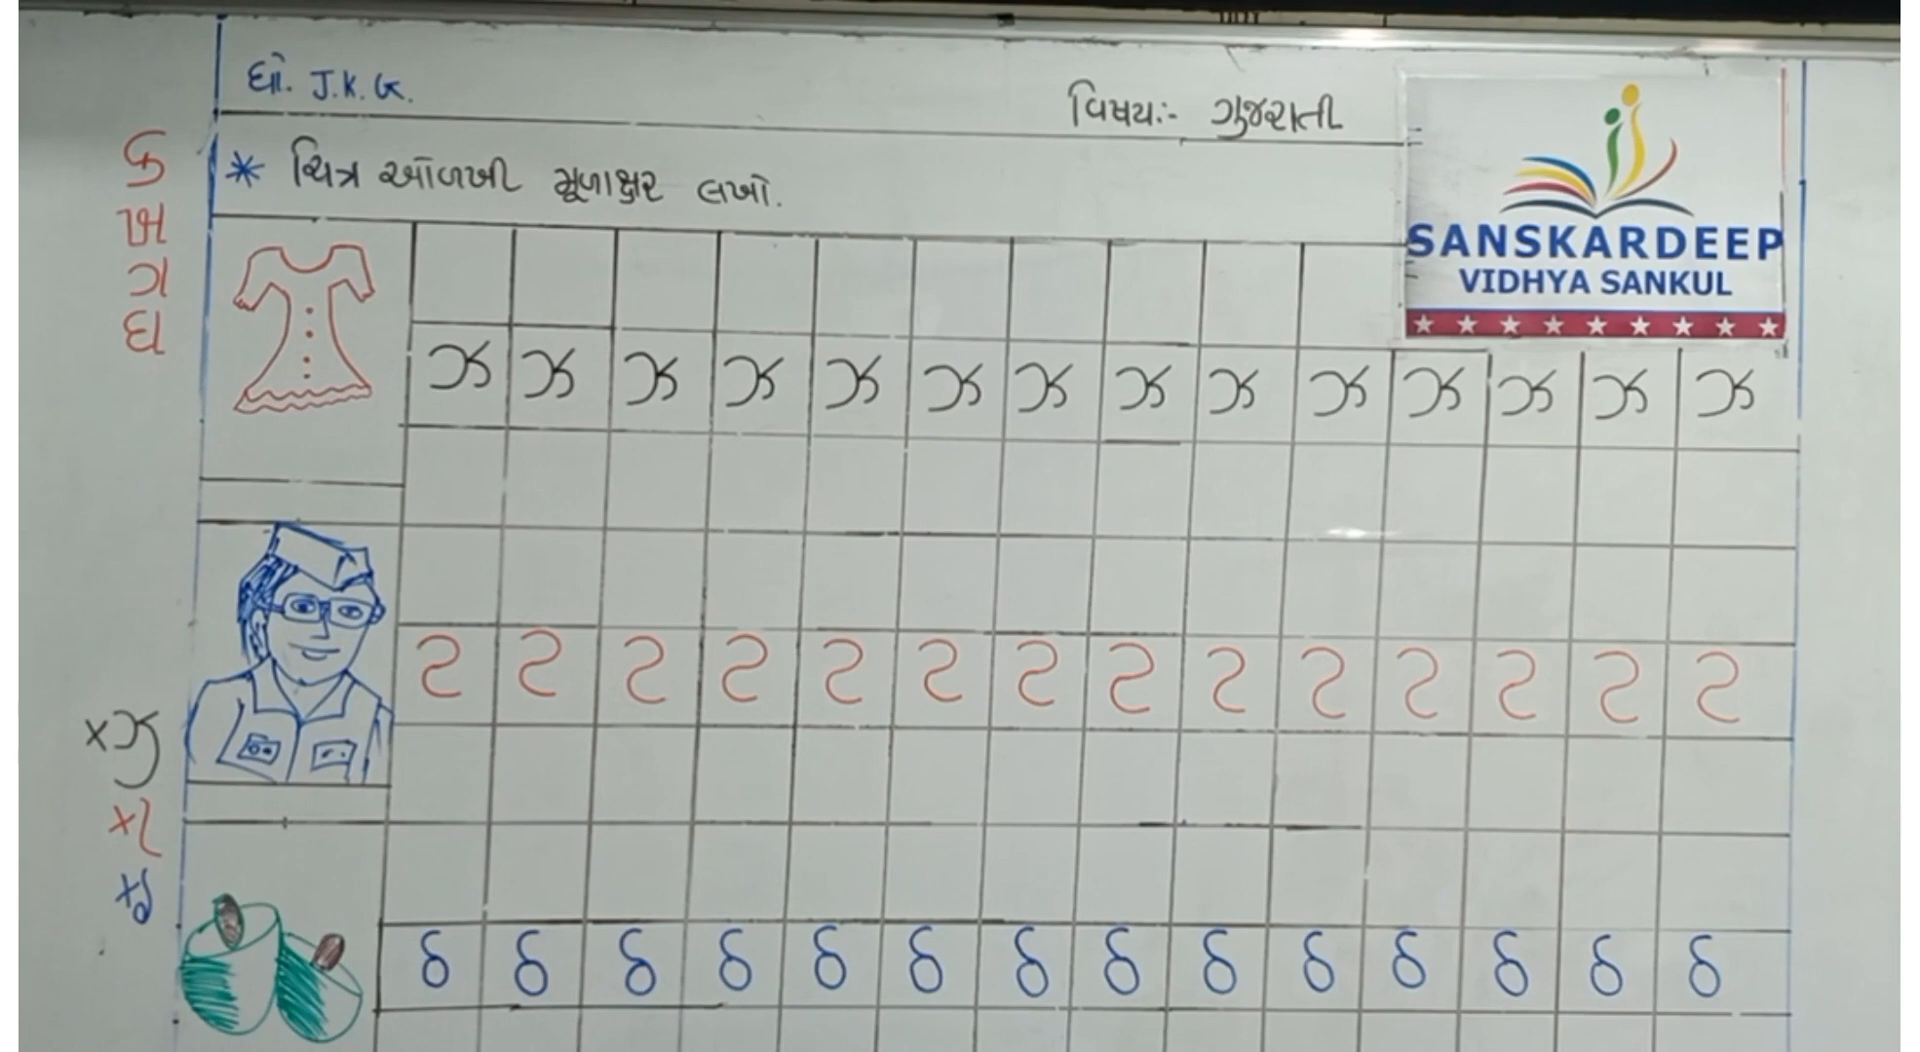 ધો. J.K.G.
વિષય:- ગુજરાતી
* ચિત્ર ઓળખી મૂળાક્ષર લખો.
SANSKARDEEP
VIDHYA SANKUL
ક
ખ
ગ
ઘ
ઝ ઝ ઝ ઝ ઝ ઝ ઝ ઝ ઝ ઝ ઝ ઝ ઝ ઝ
ટ ટ ટ ટ ટ ટ ટ ટ ટ ટ ટ ટ ટ ટ
ઠ ઠ ઠ ઠ ઠ ઠ ઠ ઠ ઠ ઠ ઠ ઠ ઠ ઠ